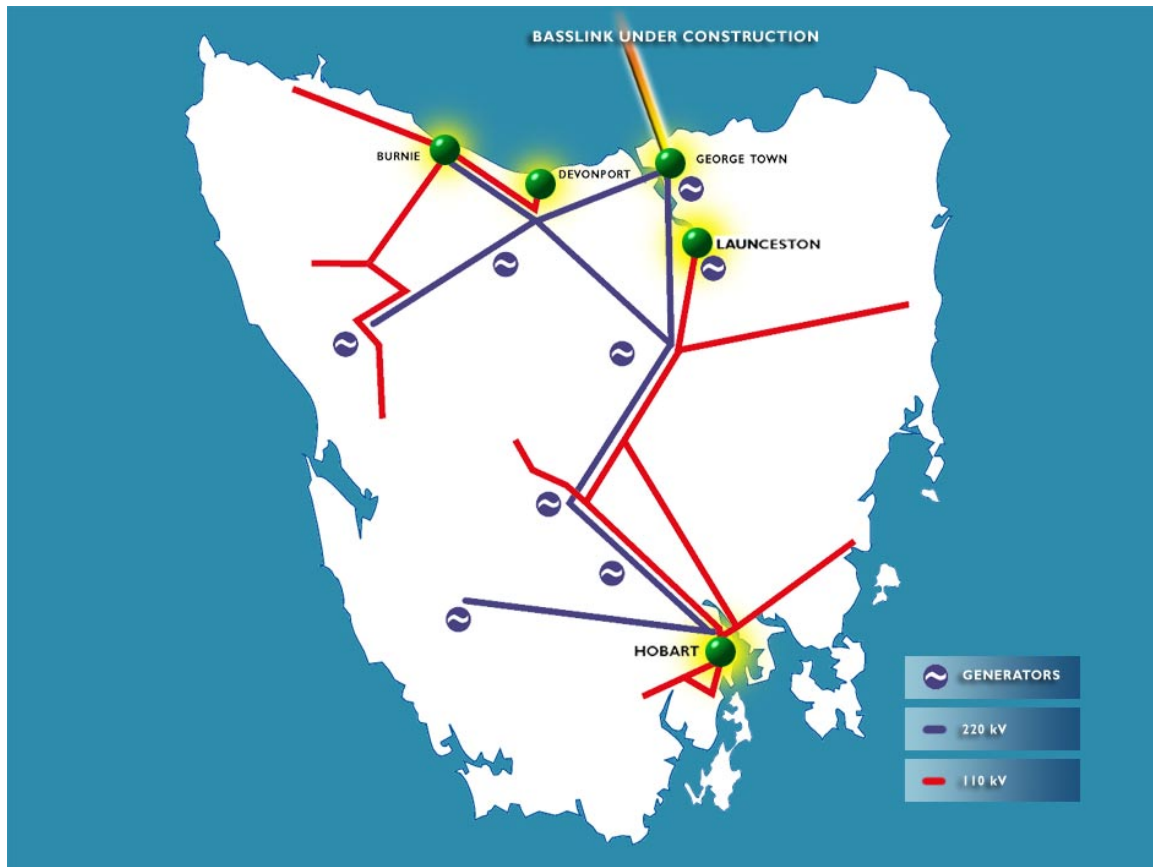 BASSLINK UNDER CONSTRUCTION
BURNIE
DEVONPORT
GEORGE TOWN
LAUNCESTON
HOBART
GENERATORS
220 kV
110 kV